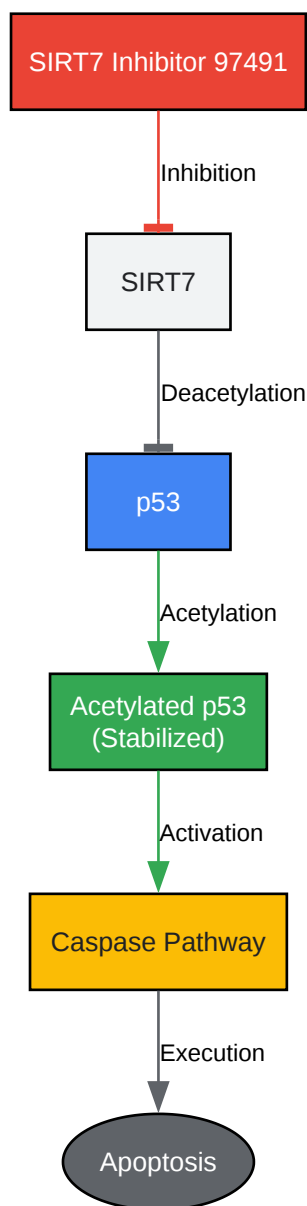 SIRT7 Inhibitor 97491
Inhibition
SIRT7
Deacetylation
p53
Acetylation
Acetylated p53
(Stabilized)
Activation
Caspase Pathway
Execution
Apoptosis